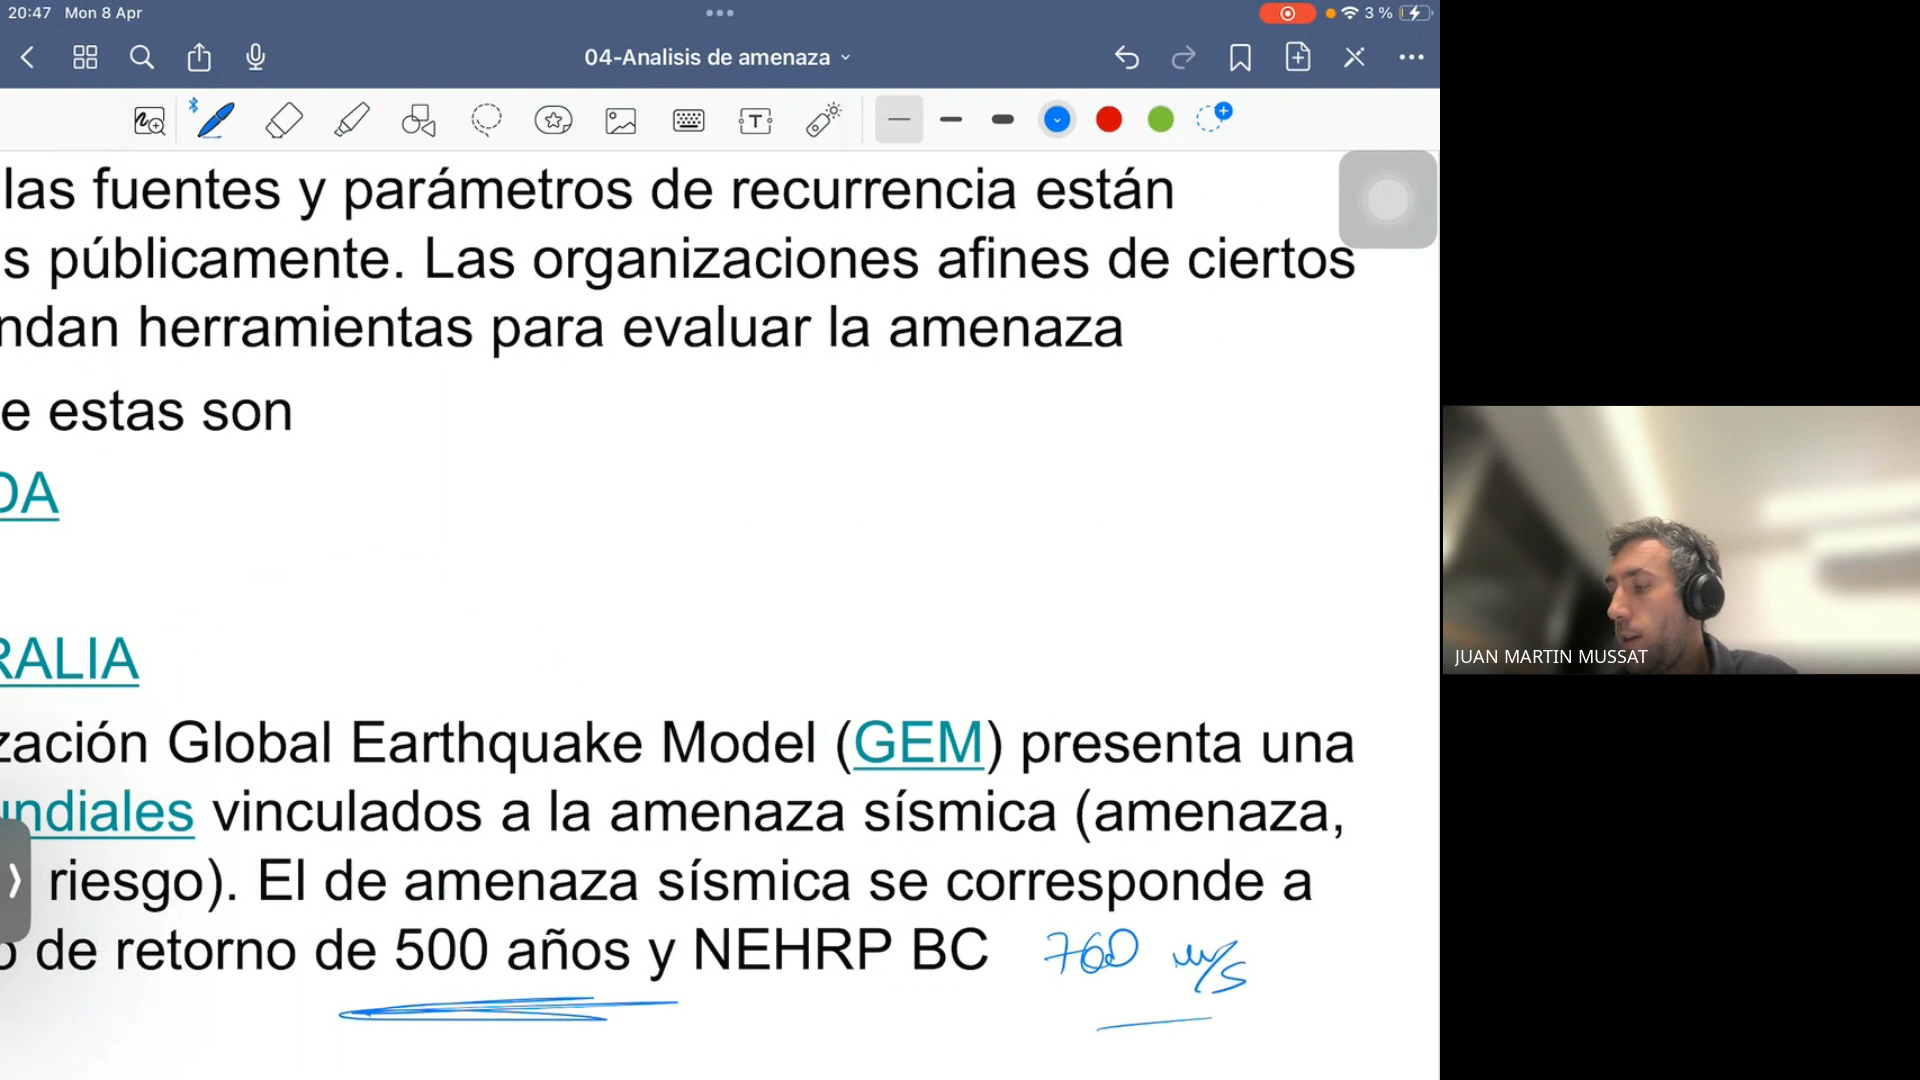 20:47 Mon 8 Apr
3 %
04-Analisis de amenaza
T
las fuentes y parámetros de recurrencia están
s públicamente. Las organizaciones afines de ciertos
ndan herramientas para evaluar la amenaza
e estas son
DA
RALIA
zación Global Earthquake Model (GEM) presenta una
undiales vinculados a la amenaza sísmica (amenaza,
riesgo). El de amenaza sísmica se corresponde a
o de retorno de 500 años y NEHRP BC 760 m/s
JUAN MARTIN MUSSAT